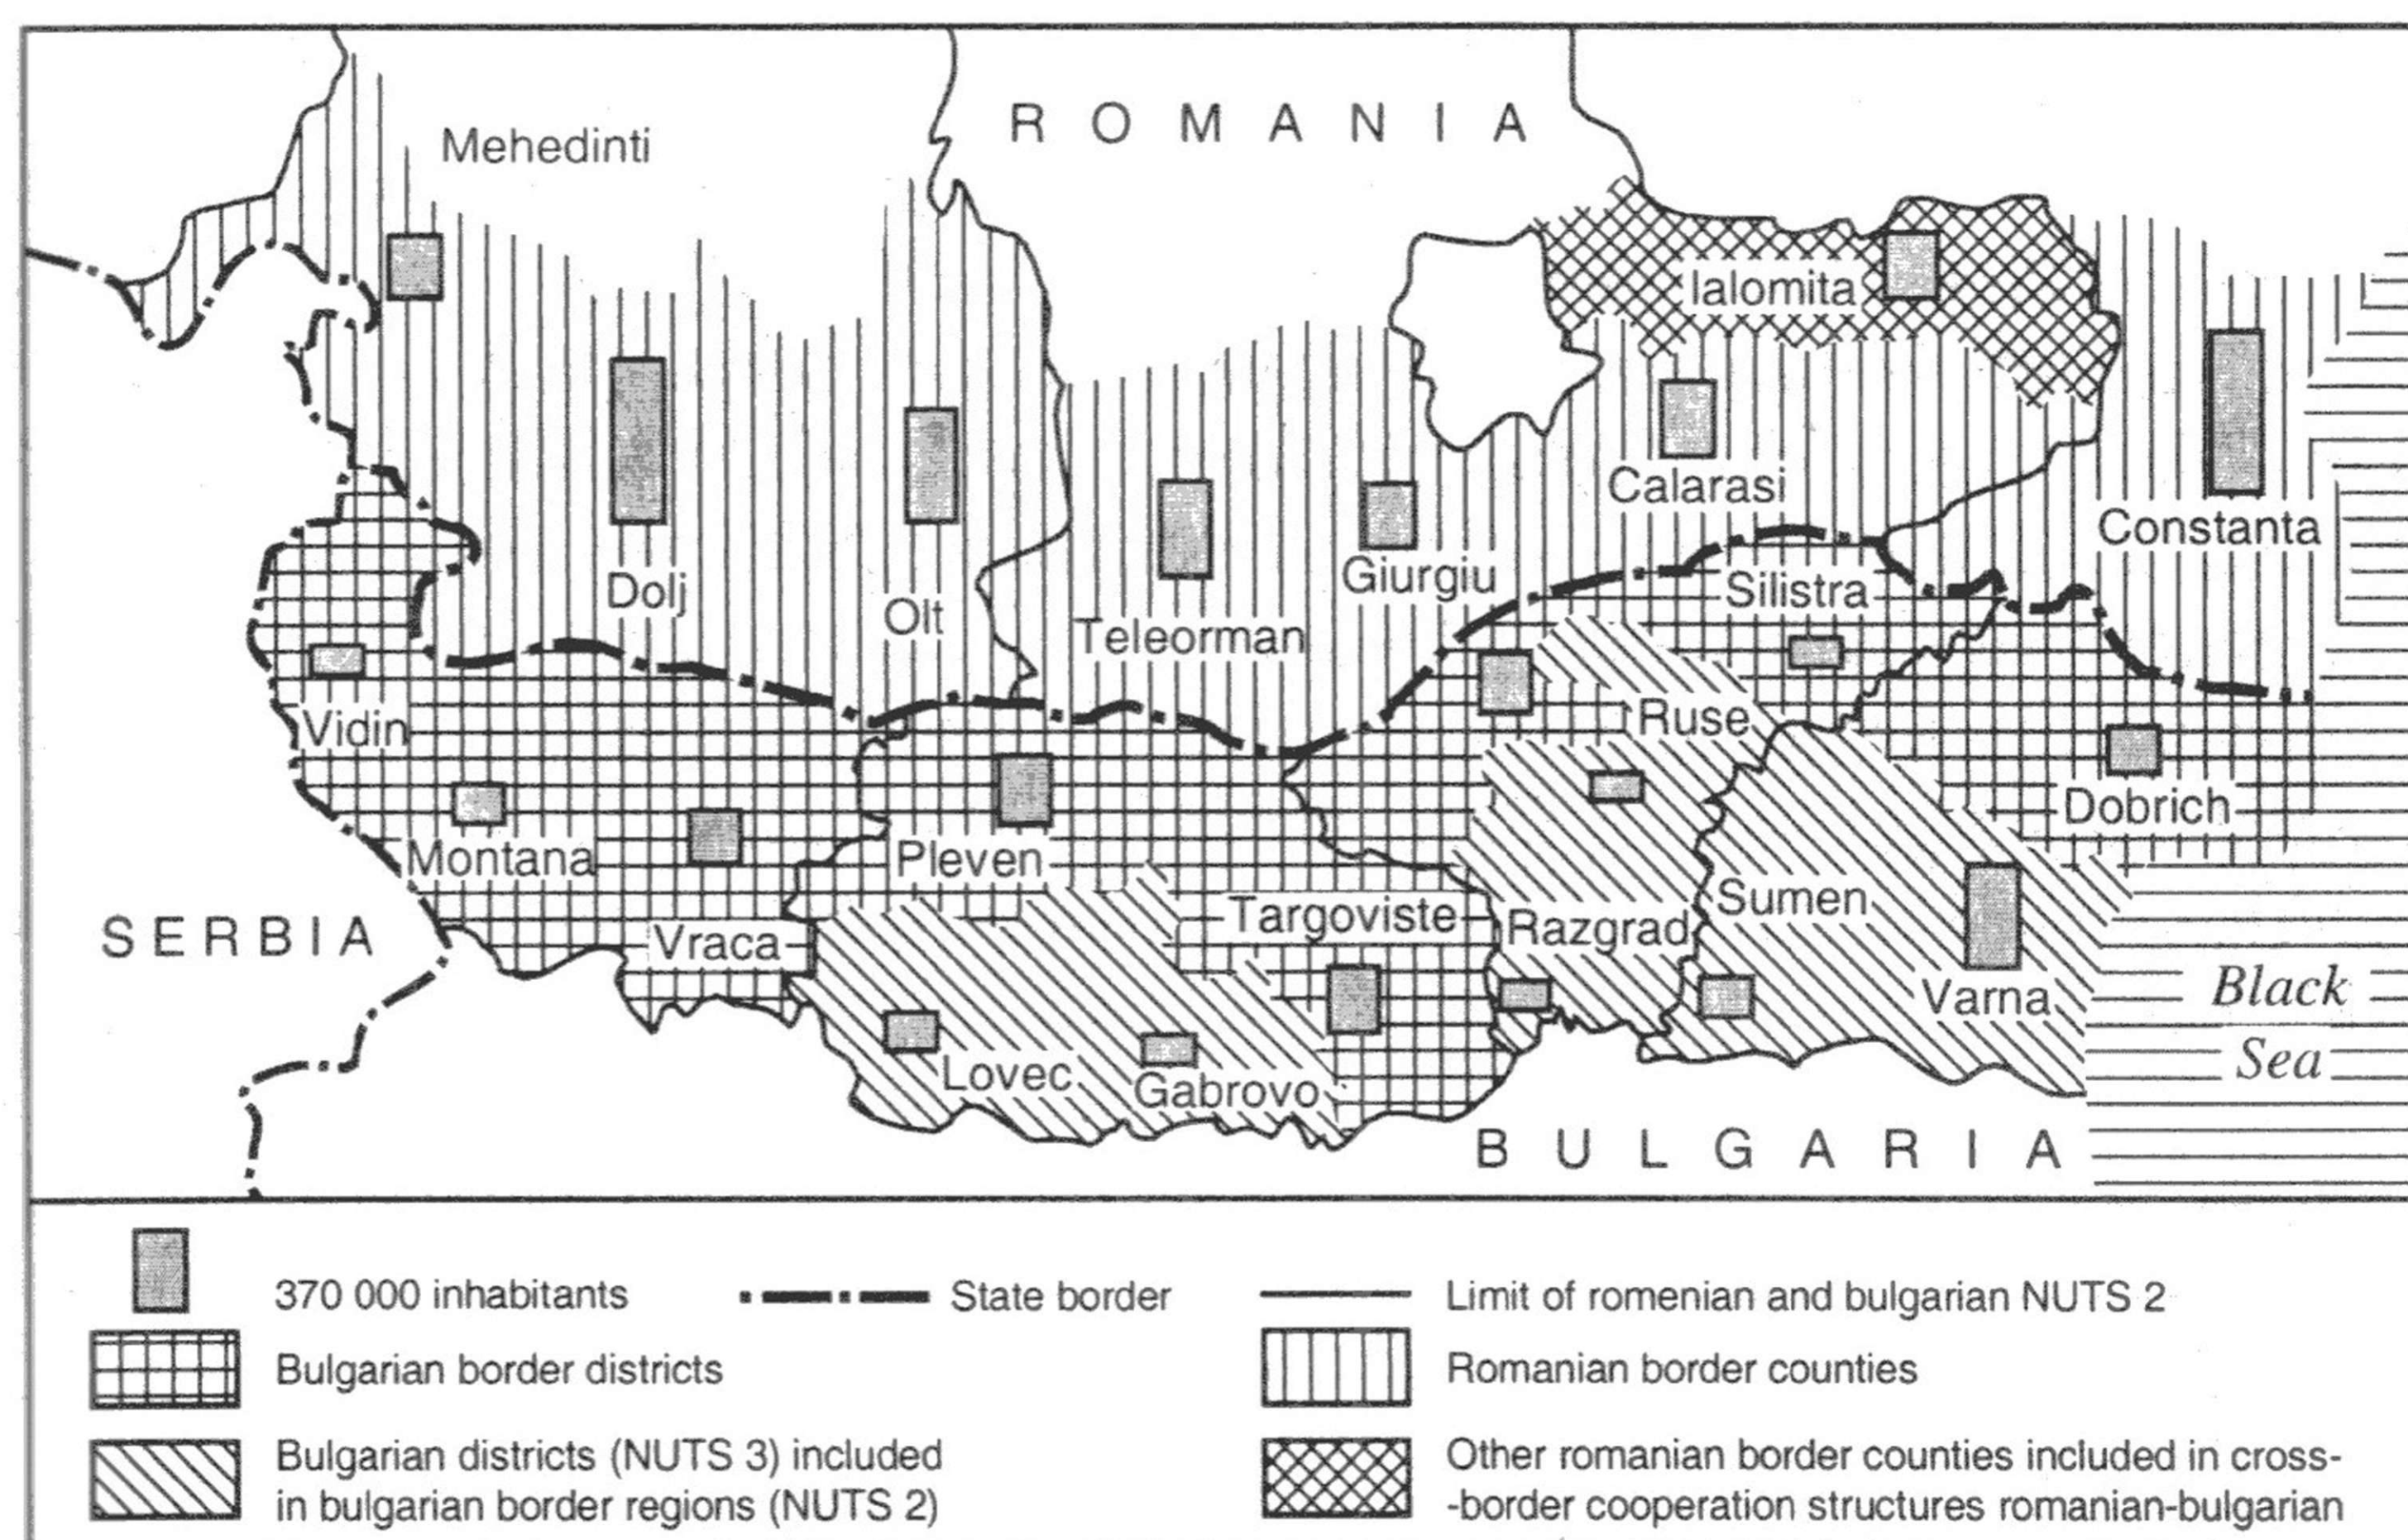 ROMANIA
Mehedinti
Ialomita
Calarasi
Constanta
Dolj
Olt
Giurgiu
Silistra
Teleorman
Vidin
Ruse
Dobrich
Montana
Pleven
Targoviste
Sumen
Razgrad
SERBIA
Vraca
Varna
Black
Sea
Lovec
Gabrovo
BULGARIA
370 000 inhabitants
State border
Limit of romenian and bulgarian NUTS 2
Bulgarian border districts
Romanian border counties
Bulgarian districts (NUTS 3) included
in bulgarian border regions (NUTS 2)
Other romanian border counties included in cross-
-border cooperation structures romanian-bulgarian